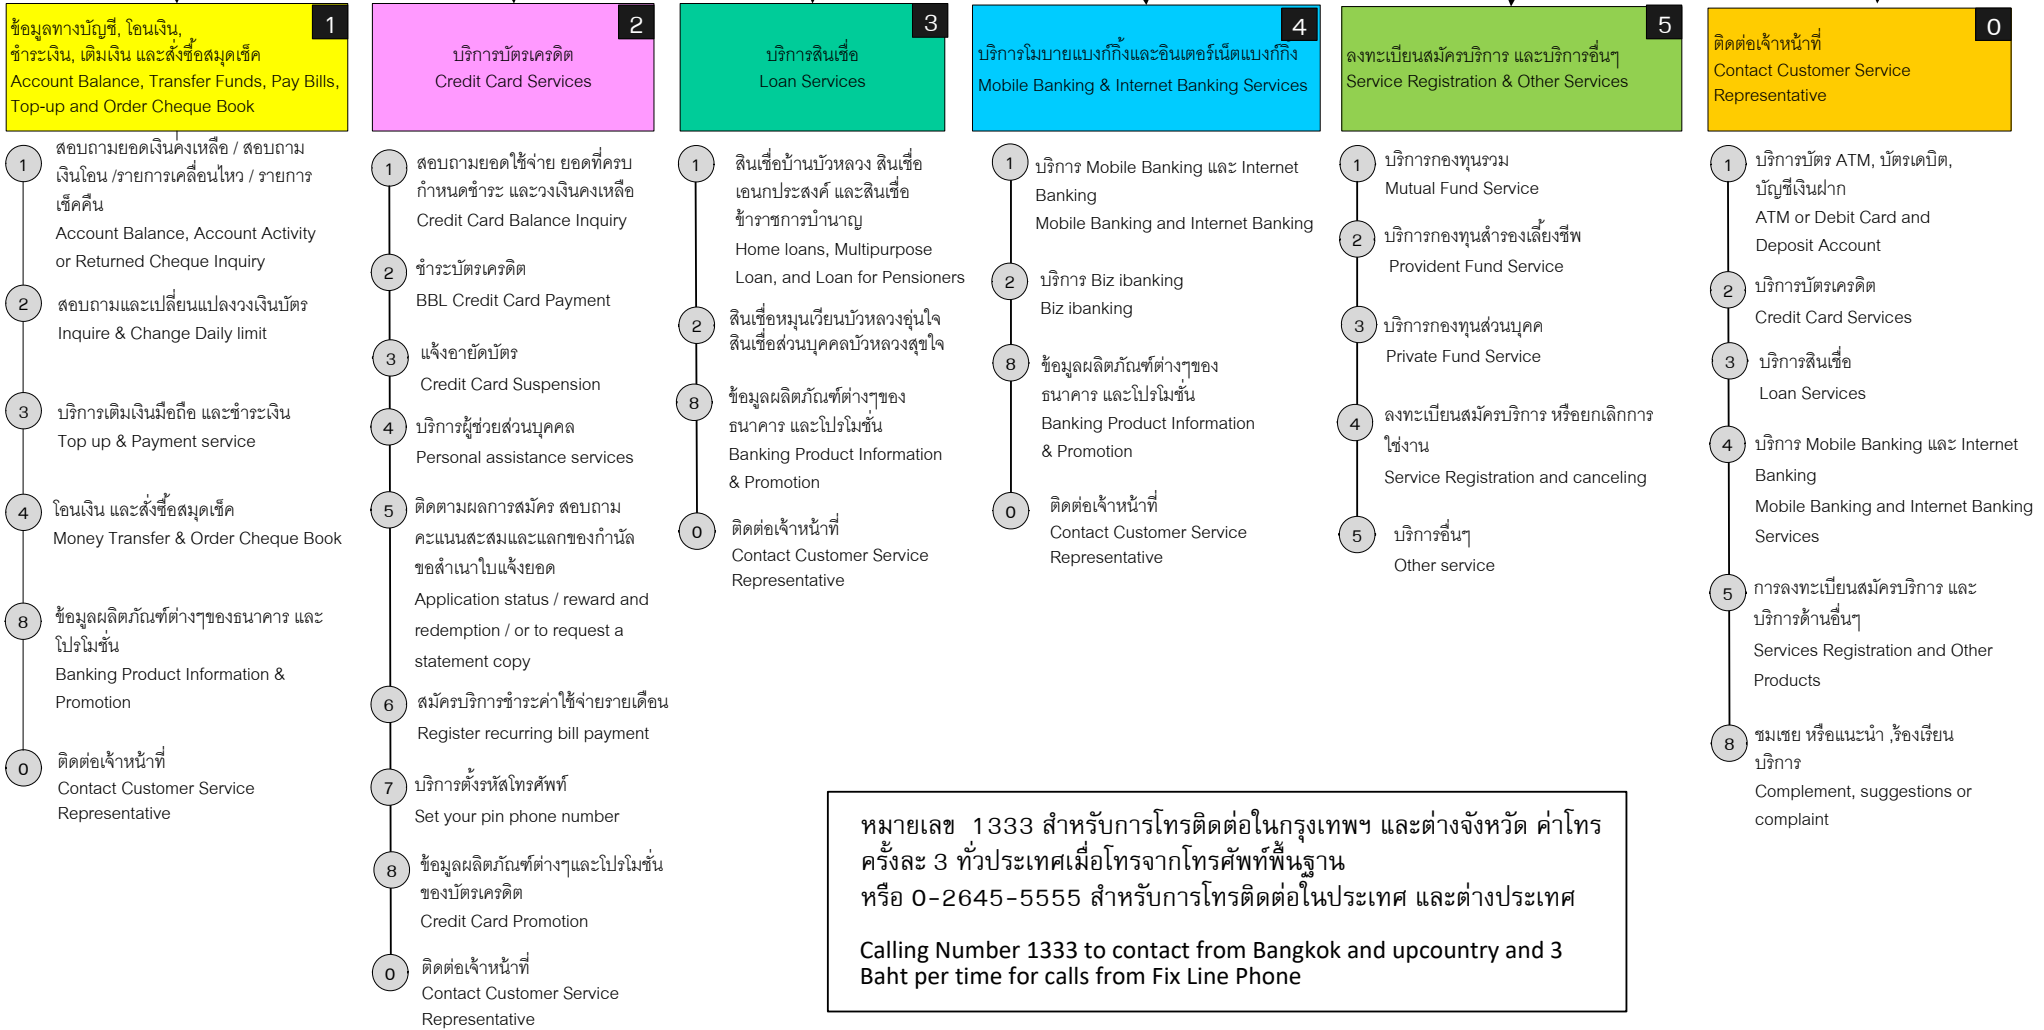 ข้อมูลทางบัญชี, โอนเงิน,
ชำระเงิน, เติมเงิน และสั่งซื้อสมุดเช็ค
Account Balance, Transfer Funds, Pay Bills,
Top-up and Order Cheque Book
1
สอบถามยอดเงินคงเหลือ / สอบถาม
เงินโอน /รายการเคลื่อนไหว / รายการ
เช็คคืน
Account Balance, Account Activity
or Returned Cheque Inquiry
1
สอบถามและเปลี่ยนแปลงวงเงินบัตร
Inquire & Change Daily limit
2
บริการเติมเงินมือถือ และชำระเงิน
Top up & Payment service
3
โอนเงิน และสั่งซื้อสมุดเช็ค
Money Transfer & Order Cheque Book
4
ข้อมูลผลิตภัณฑ์ต่างๆของธนาคาร และ
โปรโมชั่น
Banking Product Information &
Promotion
8
ติดต่อเจ้าหน้าที่
Contact Customer Service
Representative
0
บริการบัตรเครดิต
Credit Card Services
2
สอบถามยอดใช้จ่าย ยอดที่ครบ
กำหนดชำระ และวงเงินคงเหลือ
Credit Card Balance Inquiry
1
ชำระบัตรเครดิต
BBL Credit Card Payment
2
แจ้งอายัดบัตร
Credit Card Suspension
3
บริการผู้ช่วยส่วนบุคคล
Personal assistance services
4
ติดตามผลการสมัคร สอบถาม
คะแนนสะสมและแลกของกำนัล
ขอสำเนาใบแจ้งยอด
Application status / reward and
redemption / or to request a
statement copy
5
สมัครบริการชำระค่าใช้จ่ายรายเดือน
Register recurring bill payment
6
บริการตั้งรหัสโทรศัพท์
Set your pin phone number
7
ข้อมูลผลิตภัณฑ์ต่างๆและโปรโมชั่น
ของบัตรเครดิต
Credit Card Promotion
8
ติดต่อเจ้าหน้าที่
Contact Customer Service
Representative
0
บริการสินเชื่อ
Loan Services
3
สินเชื่อบ้านบัวหลวง สินเชื่อ
เอนกประสงค์ และสินเชื่อ
ข้าราชการบำนาญ
Home loans, Multipurpose
Loan, and Loan for Pensioners
1
สินเชื่อหมุนเวียนบัวหลวงอุ่นใจ
สินเชื่อส่วนบุคคลบัวหลวงสุขใจ
2
ข้อมูลผลิตภัณฑ์ต่างๆของ
ธนาคาร และโปรโมชั่น
Banking Product Information
& Promotion
8
ติดต่อเจ้าหน้าที่
Contact Customer Service
Representative
0
บริการโมบายแบงก์กิ้งและอินเตอร์เน็ตแบงก์กิ้ง
Mobile Banking & Internet Banking Services
4
บริการ Mobile Banking และ Internet
Banking
Mobile Banking and Internet Banking
1
บริการ Biz ibanking
Biz ibanking
2
ข้อมูลผลิตภัณฑ์ต่างๆของ
ธนาคาร และโปรโมชั่น
Banking Product Information
& Promotion
8
ติดต่อเจ้าหน้าที่
Contact Customer Service
Representative
0
ลงทะเบียนสมัครบริการ และบริการอื่นๆ
Service Registration & Other Services
5
บริการกองทุนรวม
Mutual Fund Service
1
บริการกองทุนสำรองเลี้ยงชีพ
Provident Fund Service
2
บริการกองทุนส่วนบุคค
Private Fund Service
3
ลงทะเบียนสมัครบริการ หรือยกเลิกการ
ใช่งาน
Service Registration and canceling
4
บริการอื่นๆ
Other service
5
ติดต่อเจ้าหน้าที่
Contact Customer Service
Representative
0
บริการบัตร ATM, บัตรเดบิต,
บัญชีเงินฝาก
ATM or Debit Card and
Deposit Account
1
บริการบัตรเครดิต
Credit Card Services
2
บริการสินเชื่อ
Loan Services
3
บริการ Mobile Banking และ Internet
Banking
Mobile Banking and Internet Banking
Services
4
การลงทะเบียนสมัครบริการ และ
บริการด้านอื่นๆ
Services Registration and Other
Products
5
ชมเชย หรือแนะนำ ,ร้องเรียน
บริการ
Complement, suggestions or
complaint
8
หมายเลข 1333 สำหรับการโทรติดต่อในกรุงเทพฯ และต่างจังหวัด ค่าโทร
ครั้งละ 3 ทั่วประเทศเมื่อโทรจากโทรศัพท์พื้นฐาน
หรือ 0-2645-5555 สำหรับการโทรติดต่อในประเทศ และต่างประเทศ
Calling Number 1333 to contact from Bangkok and upcountry and 3
Baht per time for calls from Fix Line Phone